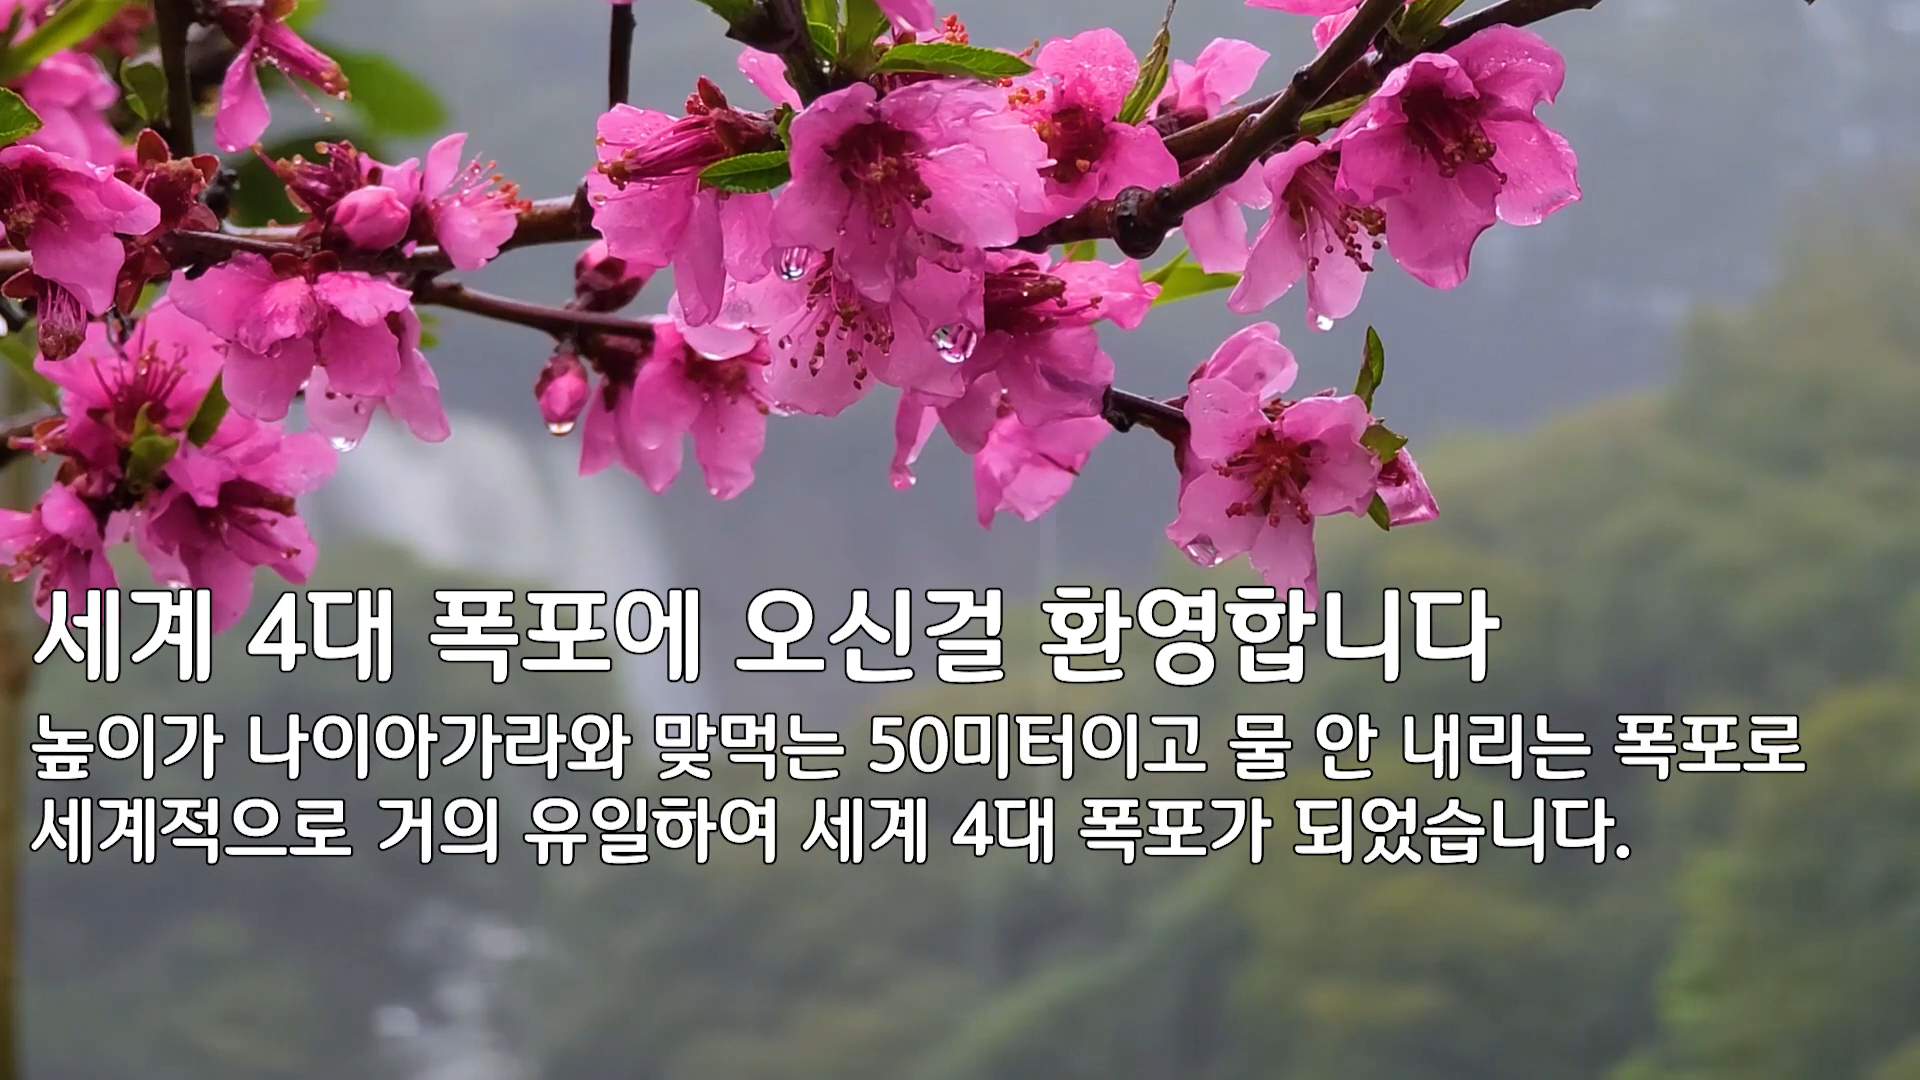 세계 4대 폭포에 오신걸 환영합니다
높이가 나이아가라와 맞먹는 50미터이고 물 안 내리는 폭포로
세계적으로 거의 유일하여 세계 4대 폭포가 되었습니다.